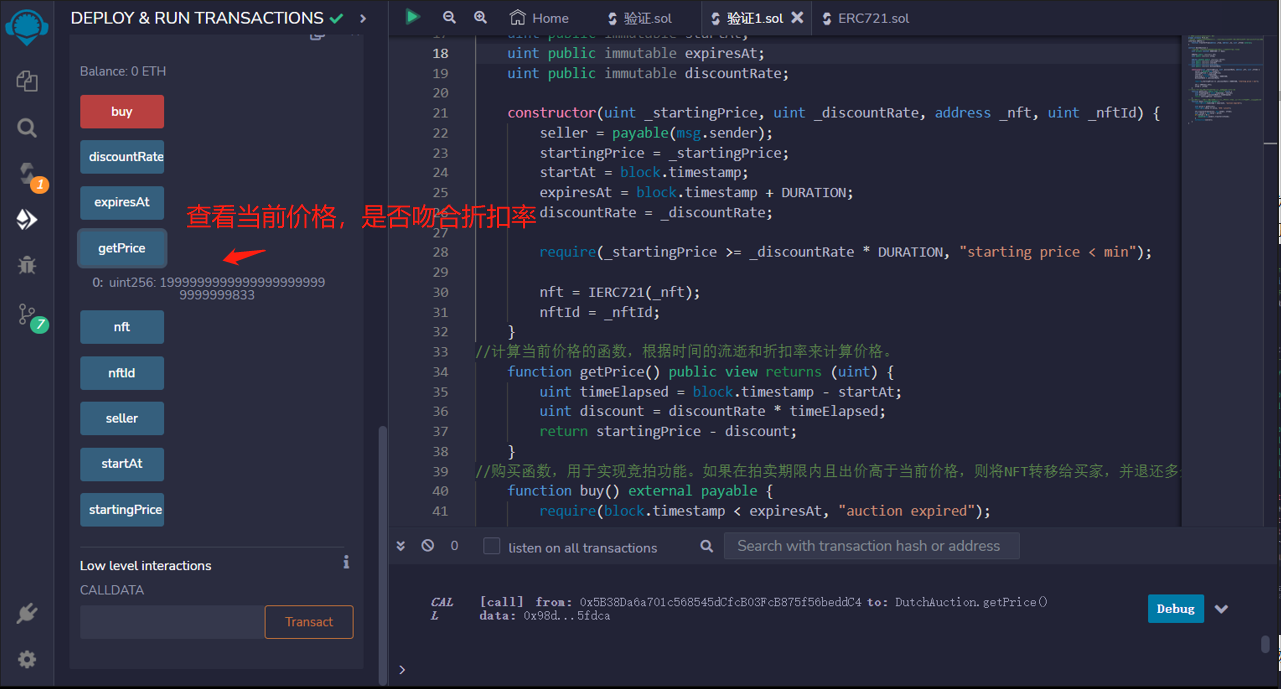 DEPLOY & RUN TRANSACTIONS
Home
验证.sol
验证1.sol
ERC721.sol
Balance: 0 ETH
buy
discountRate
expiresAt
getPrice
0: uint256: 1999999999999999999999
9999999833
nft
nftId
seller
startAt
startingPrice
Low level interactions
CALLDATA
Transact
1
7
查看当前价格，是否吻合折扣率
18 uint public immutable expiresAt;
19 uint public immutable discountRate;
20
21 constructor(uint _startingPrice, uint _discountRate, address _nft, uint _nftId) {
22 seller = payable(msg.sender);
23 startingPrice = _startingPrice;
24 startAt = block.timestamp;
25 expiresAt = block.timestamp + DURATION;
discountRate = _discountRate;
27
28 require(_startingPrice >= _discountRate * DURATION, "starting price < min");
29
30 nft = IERC721(_nft);
31 nftId = _nftId;
32 }
33 //计算当前价格的函数，根据时间的流逝和折扣率来计算价格。
34 function getPrice() public view returns (uint) {
35 uint timeElapsed = block.timestamp - startAt;
36 uint discount = discountRate * timeElapsed;
37 return startingPrice - discount;
38 }
39 //购买函数，用于实现竞拍功能。如果在拍卖期限内且出价高于当前价格，则将NFT转移给买家，并退还多
40 function buy() external payable {
41 require(block.timestamp < expiresAt, "auction expired");
0
listen on all transactions
Search with transaction hash or address
CAL
L
[call] from: 0x5B38Da6a701c568545dCfcB03FcB875f56beddC4 to: DutchAuction.getPrice()
data: 0x98d...5fdca
Debug
>